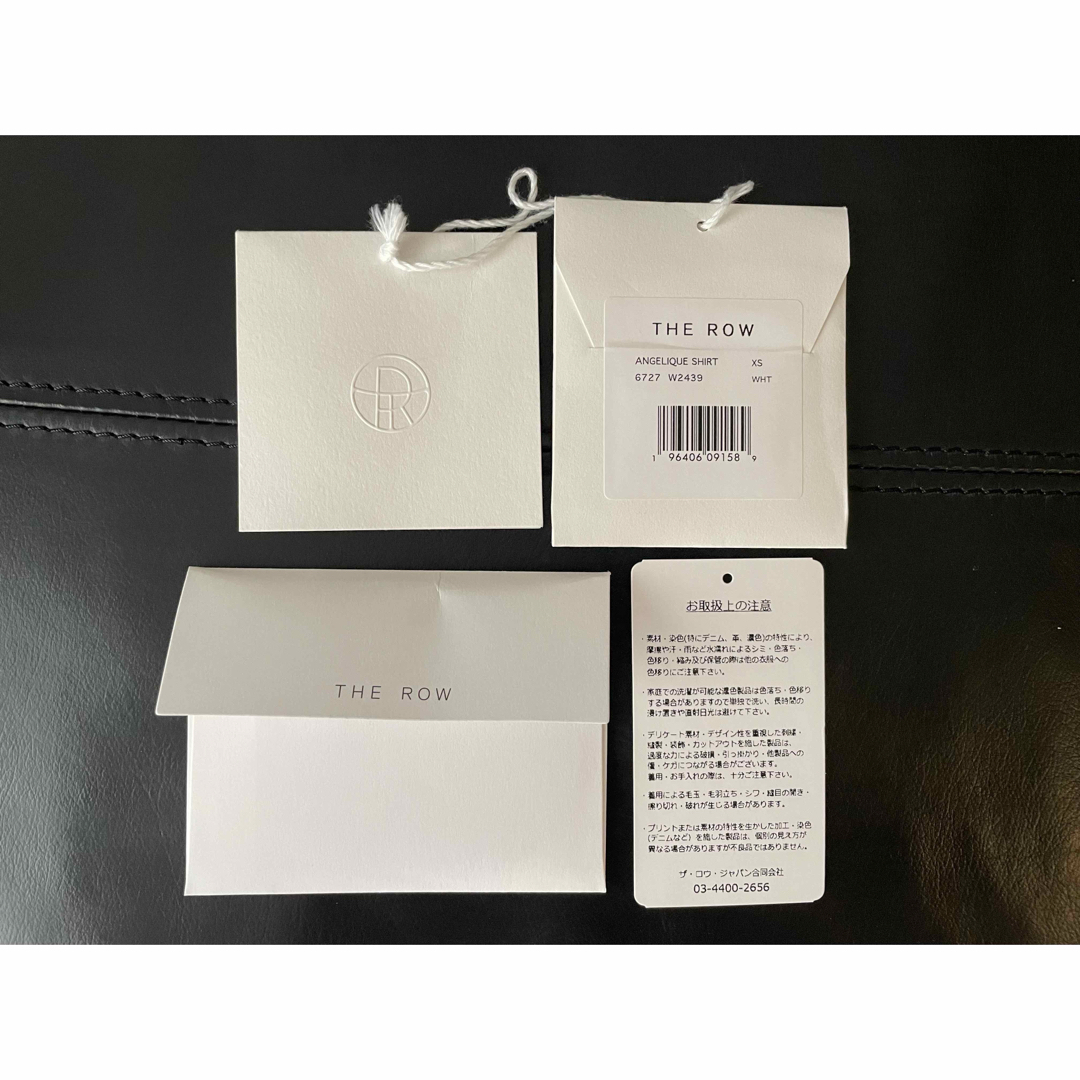 THE ROW
ANGELIQUE SHIRT XS
6727 W2439 WHT
1 96406 09158 9
THE ROW
お取扱上の注意
・素材・染色(特にデニム、革、濃色)の特性により、
摩擦や汗・雨など水濡れによるシミ・色落ち・
色移り・縮み及び保管の際は他の衣服への
色移りにご注意下さい。
・家庭での洗濯が可能な濃色製品は色落ち・色移り
する場合がありますので単独で洗い、長時間の
浸け置きや直射日光は避けて下さい。
・デリケート素材・デザイン性を重視した刺繍・
縫製・装飾・カットアウトを施した製品は、
過度な力による破損・引っ掛かり・他製品への
傷・ケガにつながる場合がございます。
着用・お手入れの際は、十分ご注意下さい。
・着用による毛玉・毛羽立ち・シワ・縫目の開き・
擦り切れ・破れが生じる場合があります。
・プリントまたは素材の特性を生かした加工・染色
(デニムなど)を施した製品は、個別の見え方が
異なる場合がありますが不良品ではありません。
ザ・ロウ・ジャパン合同会社
03-4400-2656